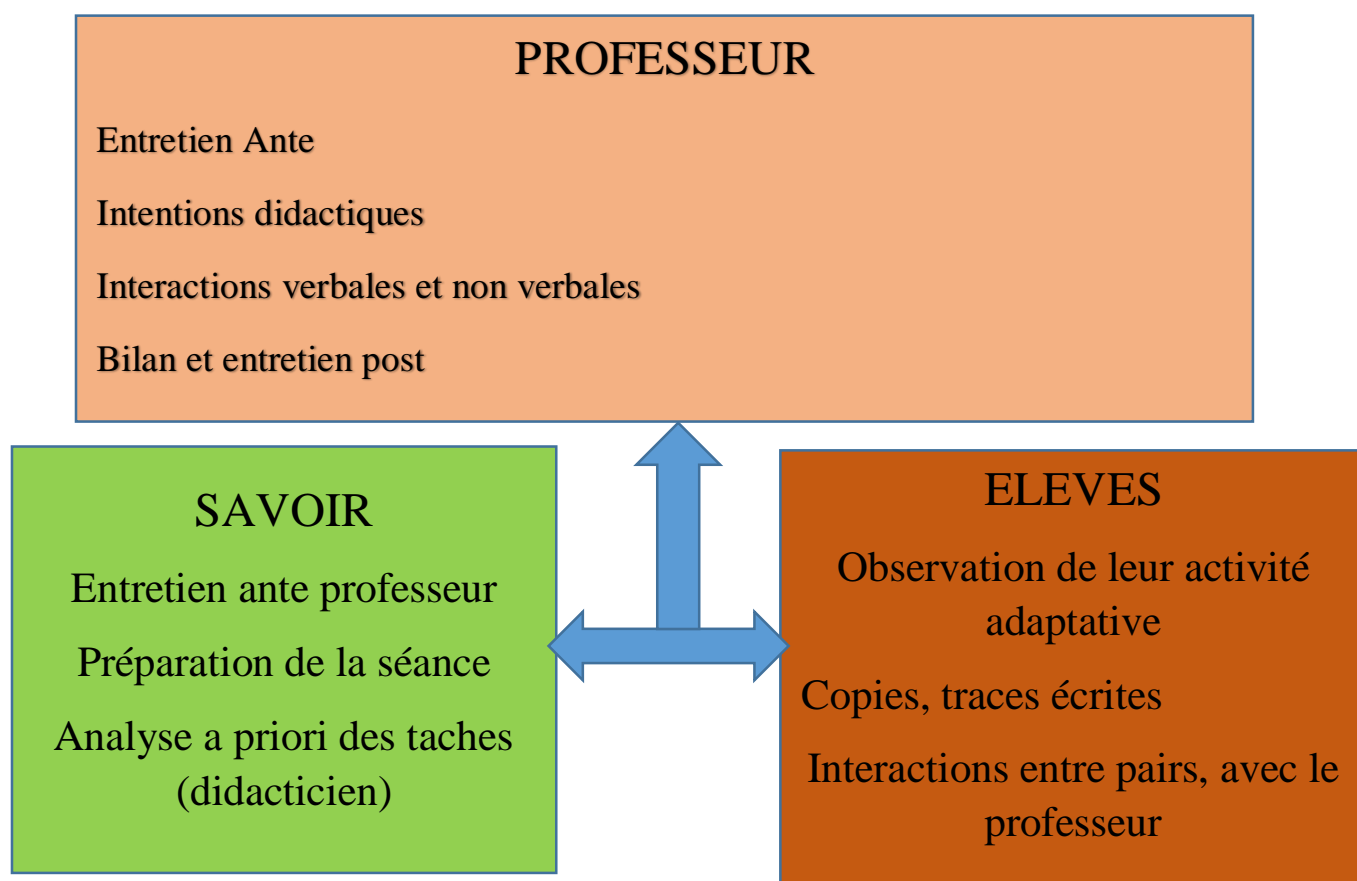 PROFESSEUR
Entretien Ante
Intentions didactiques
Interactions verbales et non verbales
Bilan et entretien post
SAVOIR
Entretien ante professeur
Préparation de la séance
Analyse a priori des taches
(didacticien)
ELEVES
Observation de leur activité
adaptative
Copies, traces écrites
Interactions entre pairs, avec le
professeur